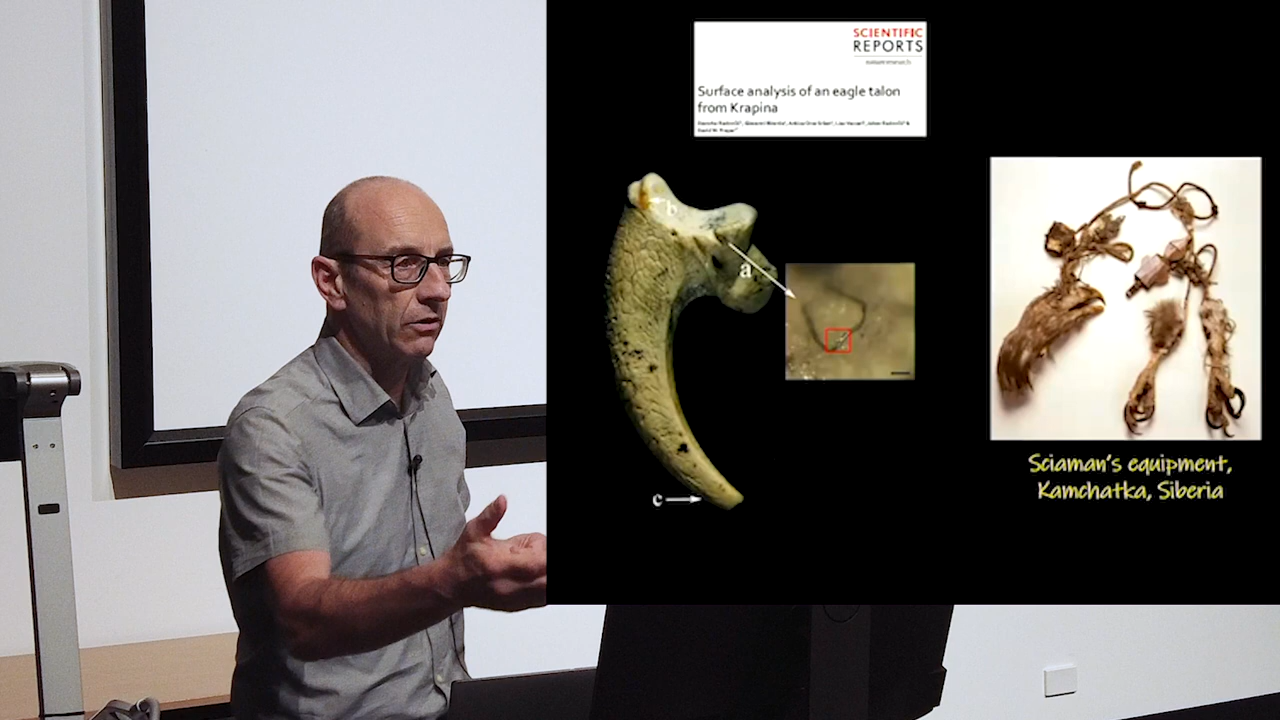 SCIENTIFIC
REPORTS
Surface analysis of an eagle talon
from Krapina
b
a
c
Sciaman's equipment,
Kamchatka, Siberia